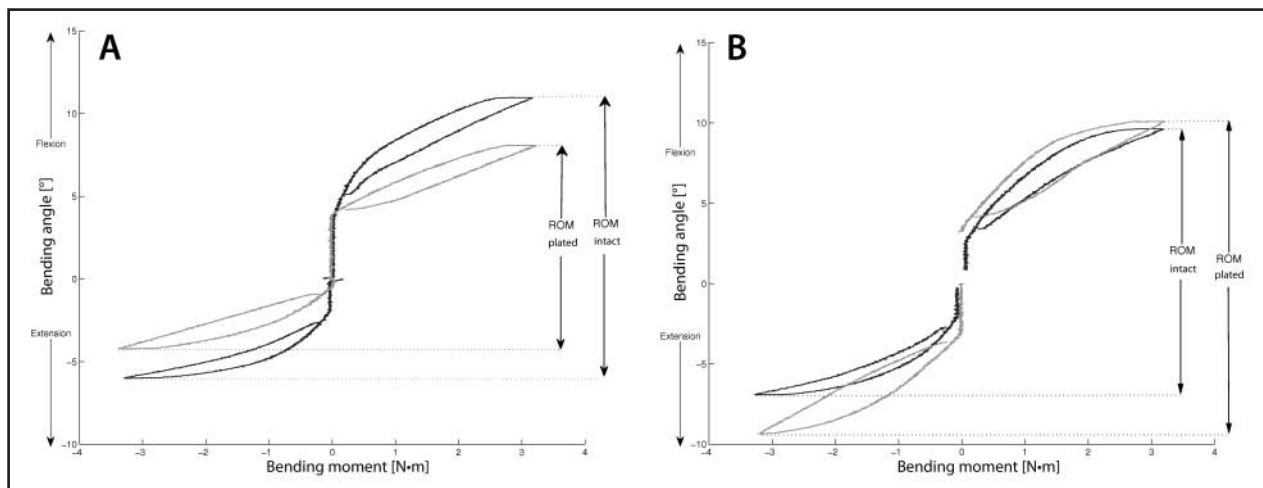 A
15
10
5
0
−5
−10
−4
−3
−2
−1
0
1
2
3
4
Flexion
Extension
Bending angle [º]
Bending moment [N•m]
ROM
plated
ROM
intact
B
15
10
5
0
−5
−10
−4
−3
−2
−1
0
1
2
3
4
Flexion
Extension
Bending angle [º]
Bending moment [N•m]
ROM
intact
ROM
plated